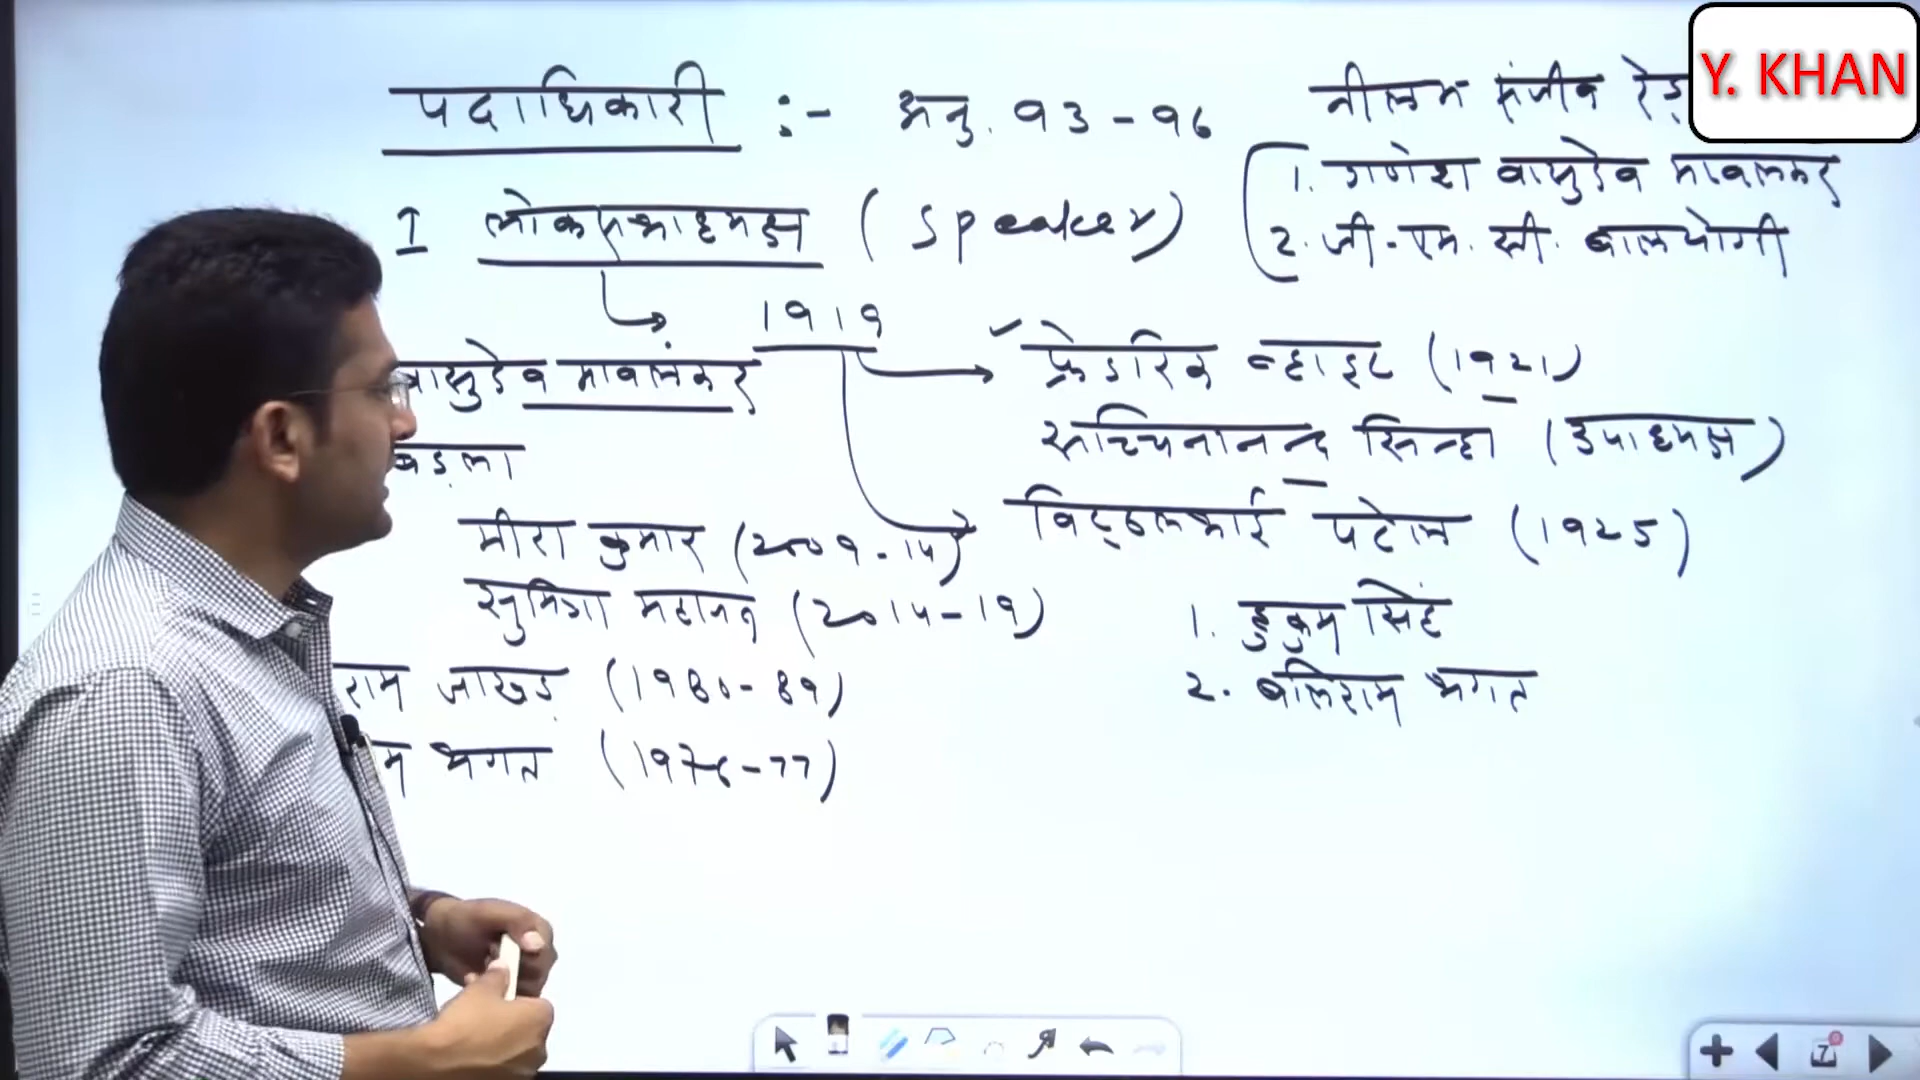 पदाधिकारी :- अनु. 93 - 96
I लोकसभाध्यक्ष ( Speaker )
1919
वासुदेव मावलंकर
मीरा कुमार (2009-14)
सुमित्रा महाजन (2014-19)
राम जाखड़ (1980-89)
म भगत (1976-77)
नीलम संजीव रेड्
1. गणेश वासुदेव मावलंकर
2. जी. एम. सी. बालयोगी
फ्रेडरिक व्हाइट (1921)
सच्चिनानन्द सिन्हा (उपाध्यक्ष)
विट्ठलभाई पटेल (1925)
1. हुकुम सिंह
2. बलिराम भगत
Y. KHAN
7